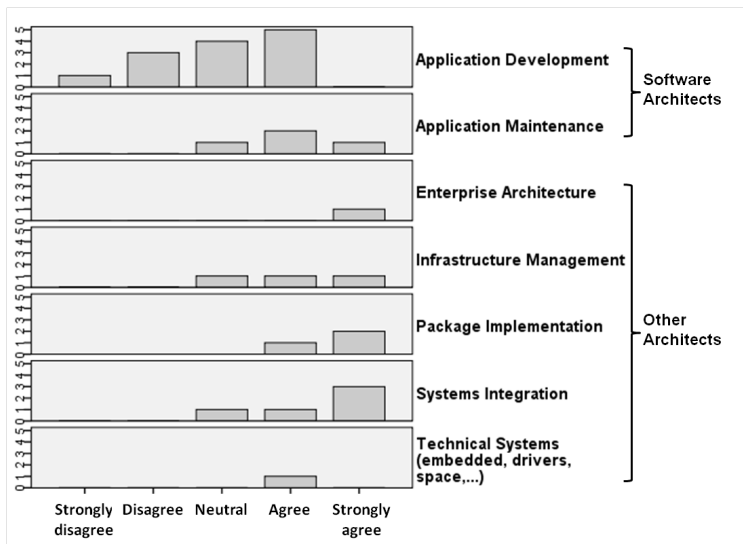 0 1 2 3 4 5
Application Development
Software
Architects
0 1 2 3 4 5
Application Maintenance
0 1 2 3 4 5
Enterprise Architecture
0 1 2 3 4 5
Infrastructure Management
0 1 2 3 4 5
Package Implementation
Other
Architects
0 1 2 3 4 5
Systems Integration
0 1 2 3 4 5
Technical Systems
(embedded, drivers,
space,...)
Strongly
disagree
Disagree
Neutral
Agree
Strongly
agree